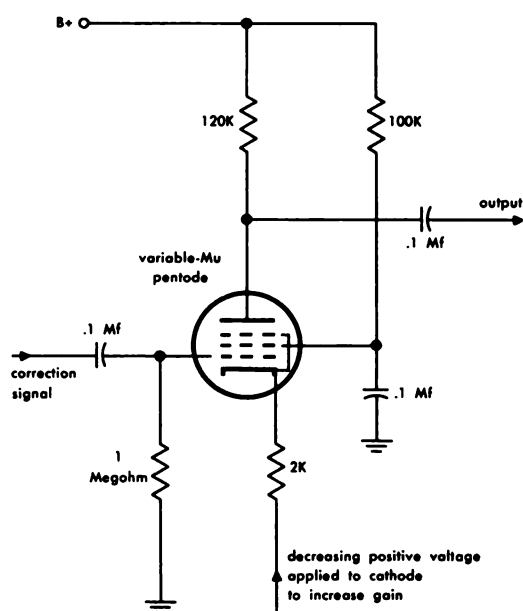 B+
120K
100K
output
.1 Mf
variable-Mu
pentode
.1 Mf
correction
signal
.1 Mf
1
Megohm
2K
decreasing positive voltage
applied to cathode
to increase gain